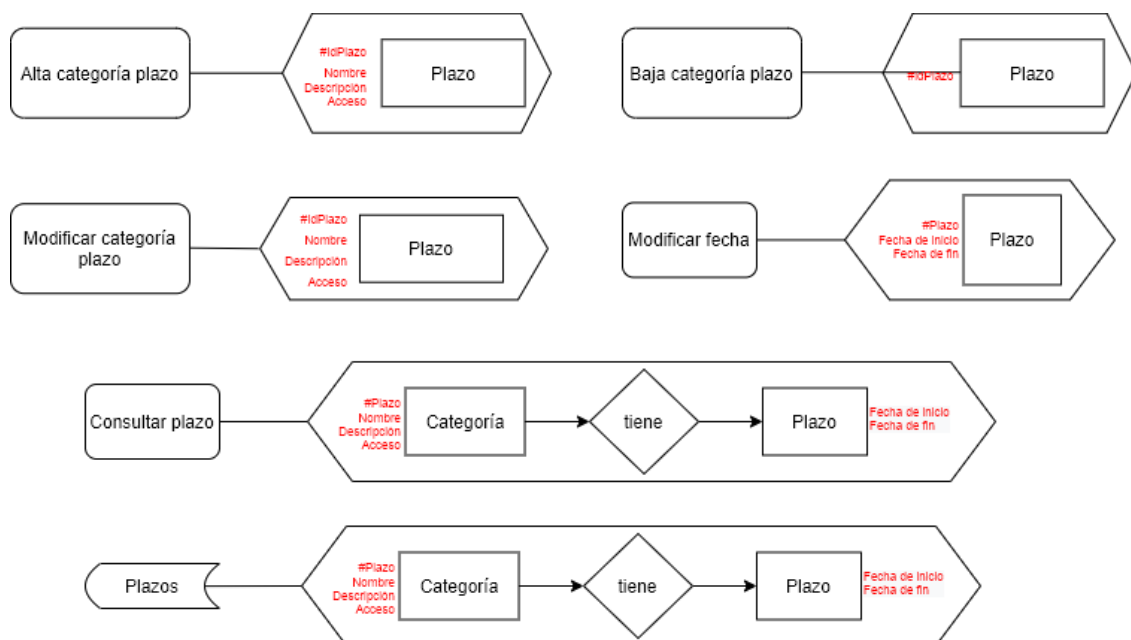 Alta categoría plazo
#IdPlazo
Nombre
Descripción
Acceso
Plazo
Baja categoría plazo
#IdPlazo
Plazo
Modificar categoría
plazo
#IdPlazo
Nombre
Descripción
Acceso
Plazo
Modificar fecha
#Plazo
Fecha de inicio
Fecha de fin
Plazo
Consultar plazo
#Plazo
Nombre
Descripción
Acceso
Categoría
tiene
Plazo
Fecha de inicio
Fecha de fin
Plazos
#Plazo
Nombre
Descripción
Acceso
Categoría
tiene
Plazo
Fecha de inicio
Fecha de fin